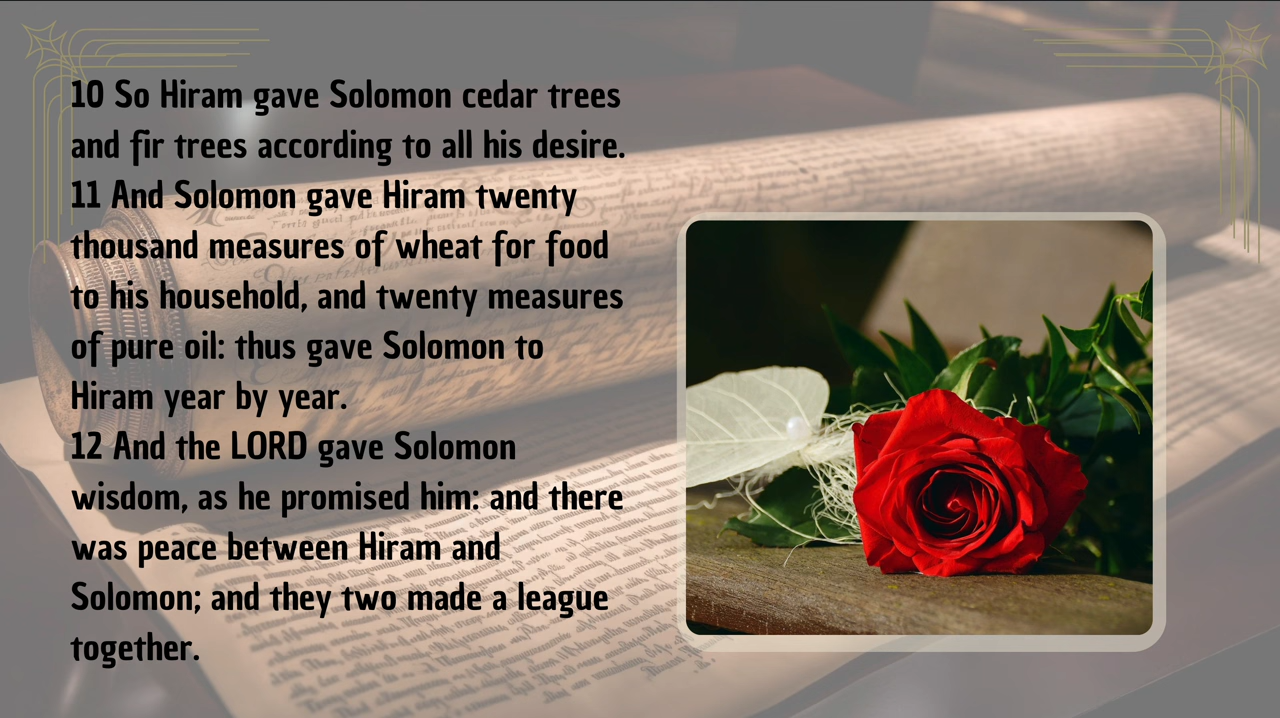 10 So Hiram gave Solomon cedar trees
and fir trees according to all his desire.
11 And Solomon gave Hiram twenty
thousand measures of wheat for food
to his household, and twenty measures
of pure oil: thus gave Solomon to
Hiram year by year.
12 And the LORD gave Solomon
wisdom, as he promised him: and there
was peace between Hiram and
Solomon; and they two made a league
together.